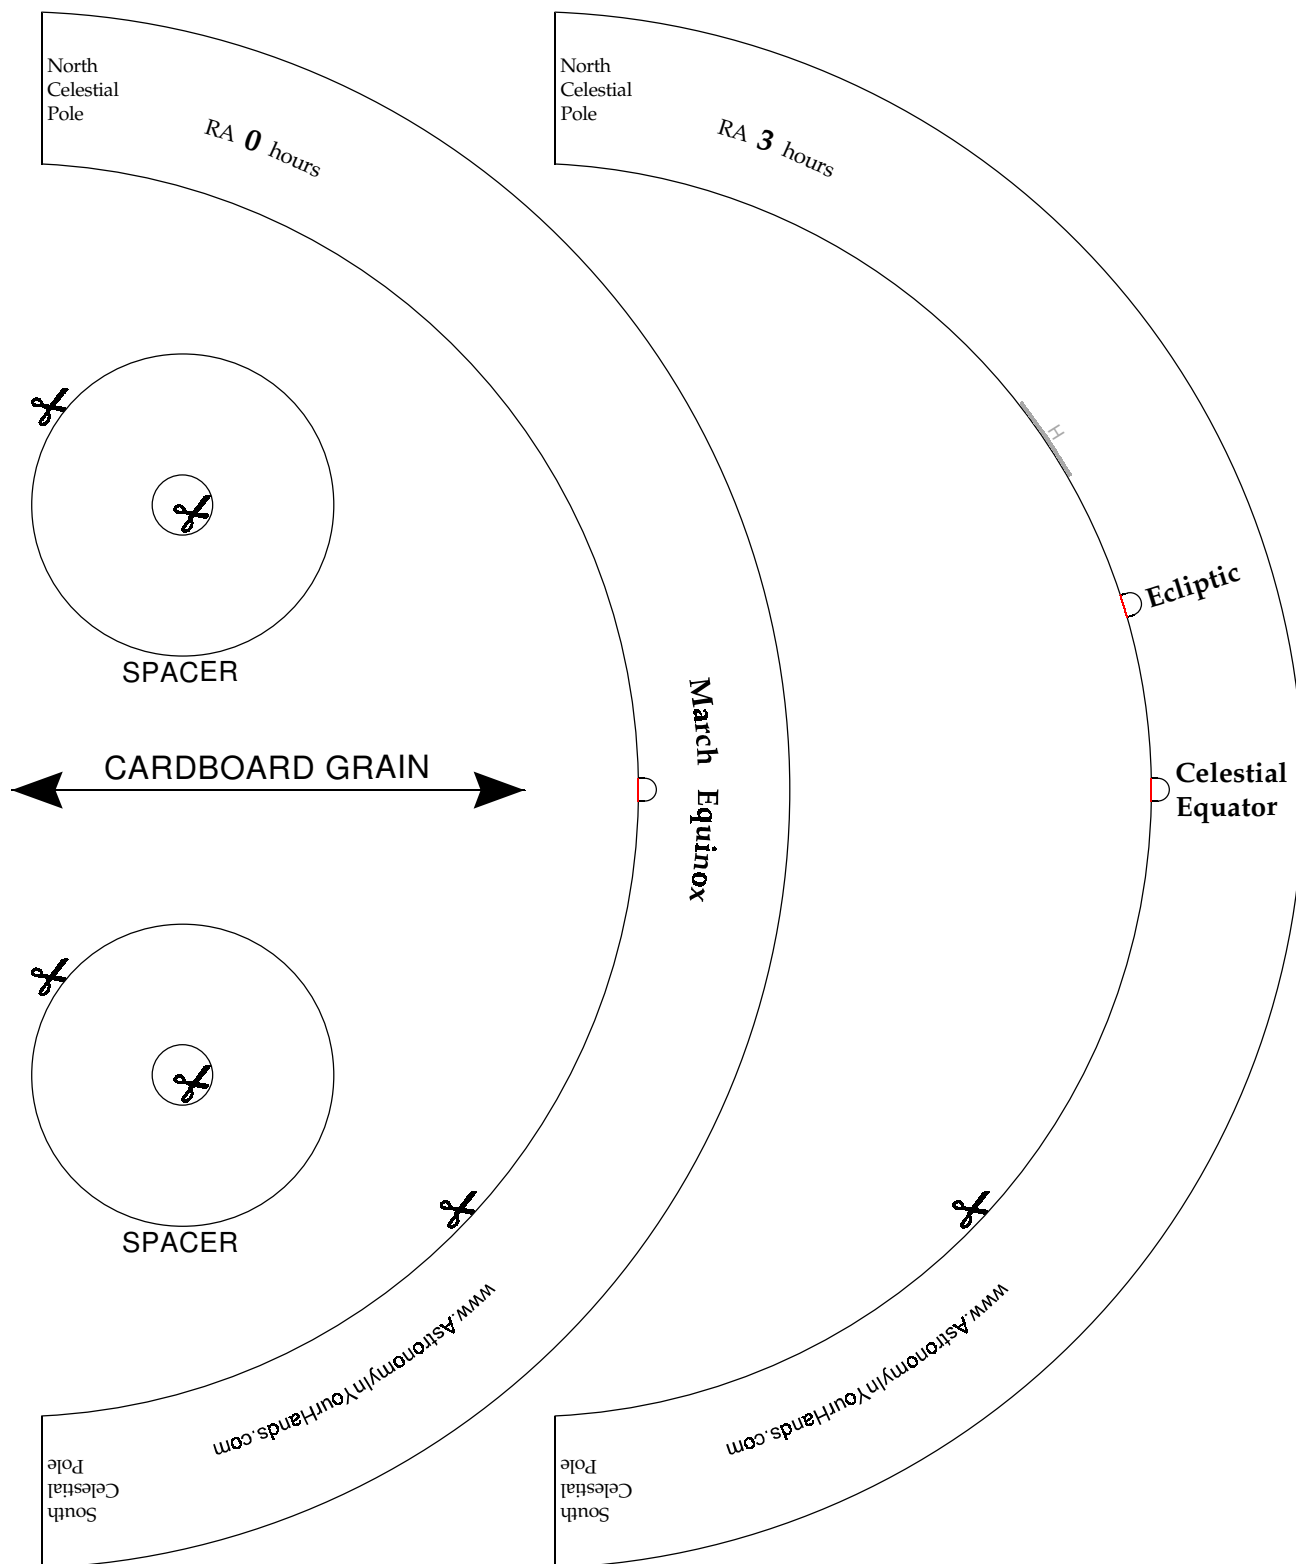 North
Celestial
Pole
RA 0 hours
SPACER
CARDBOARD GRAIN
March Equinox
SPACER
www.AstronomyInYourHands.com
South
Celestial
Pole
North
Celestial
Pole
RA 3 hours
H
Ecliptic
Celestial
Equator
www.AstronomyInYourHands.com
South
Celestial
Pole